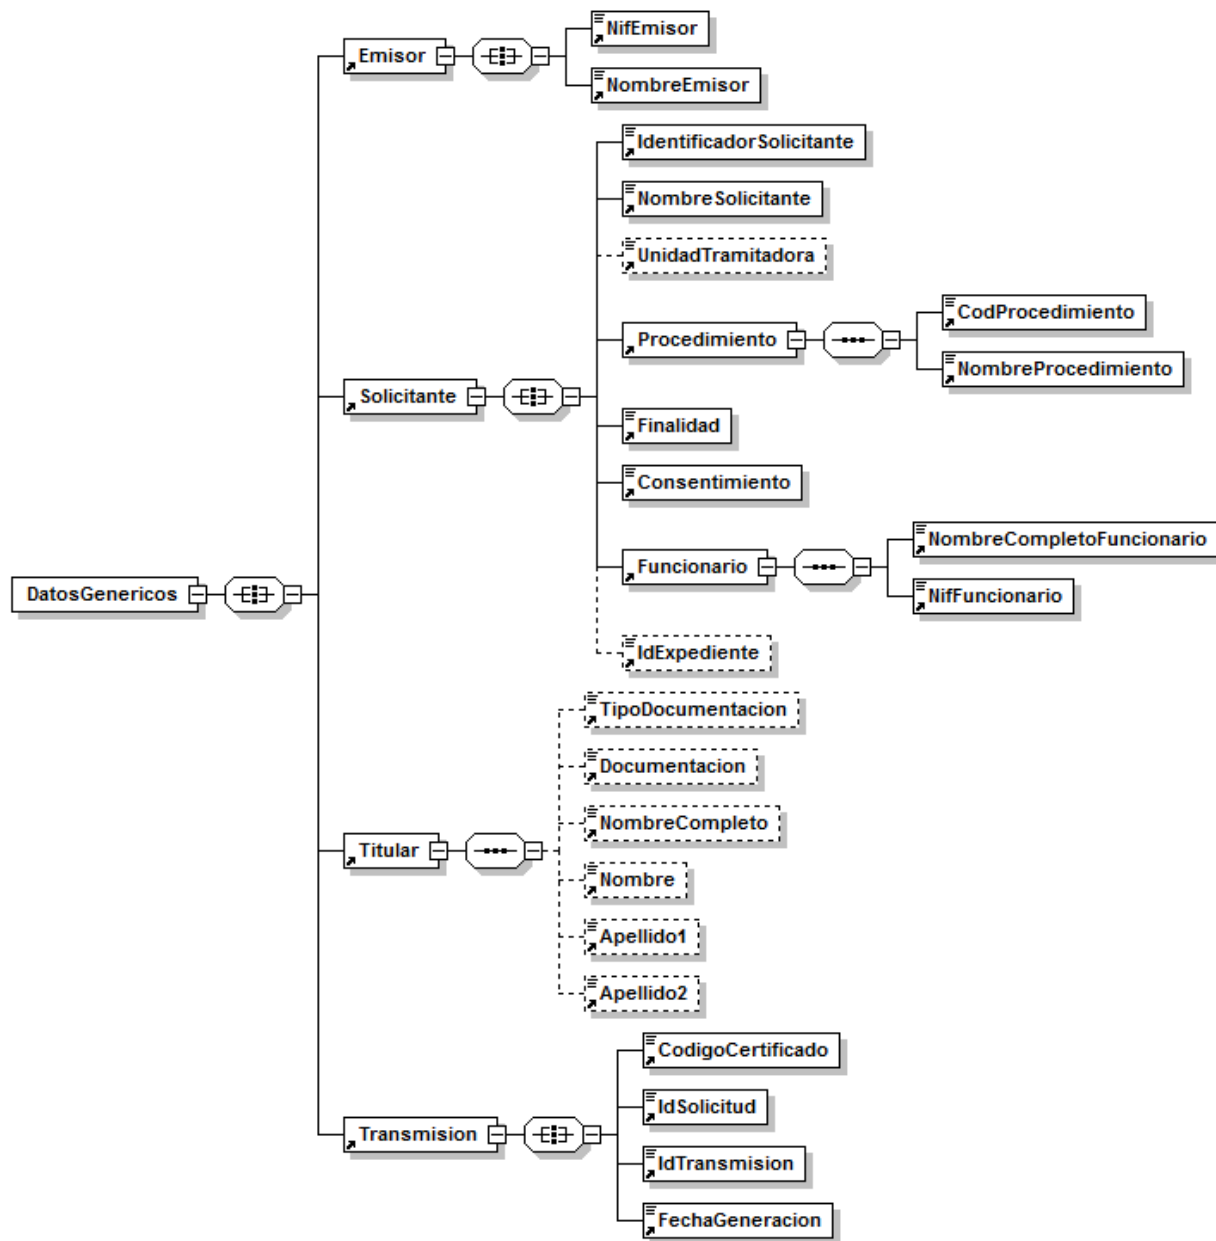 NifEmisor
Emisor
NombreEmisor
IdentificadorSolicitante
NombreSolicitante
UnidadTramitadora
CodProcedimiento
Procedimiento
NombreProcedimiento
Solicitante
Finalidad
Consentimiento
NombreCompletoFuncionario
Funcionario
NifFuncionario
DatosGenericos
IdExpediente
TipoDocumentacion
Documentacion
NombreCompleto
Titular
Nombre
Apellido1
Apellido2
CodigoCertificado
IdSolicitud
Transmision
IdTransmision
FechaGeneracion